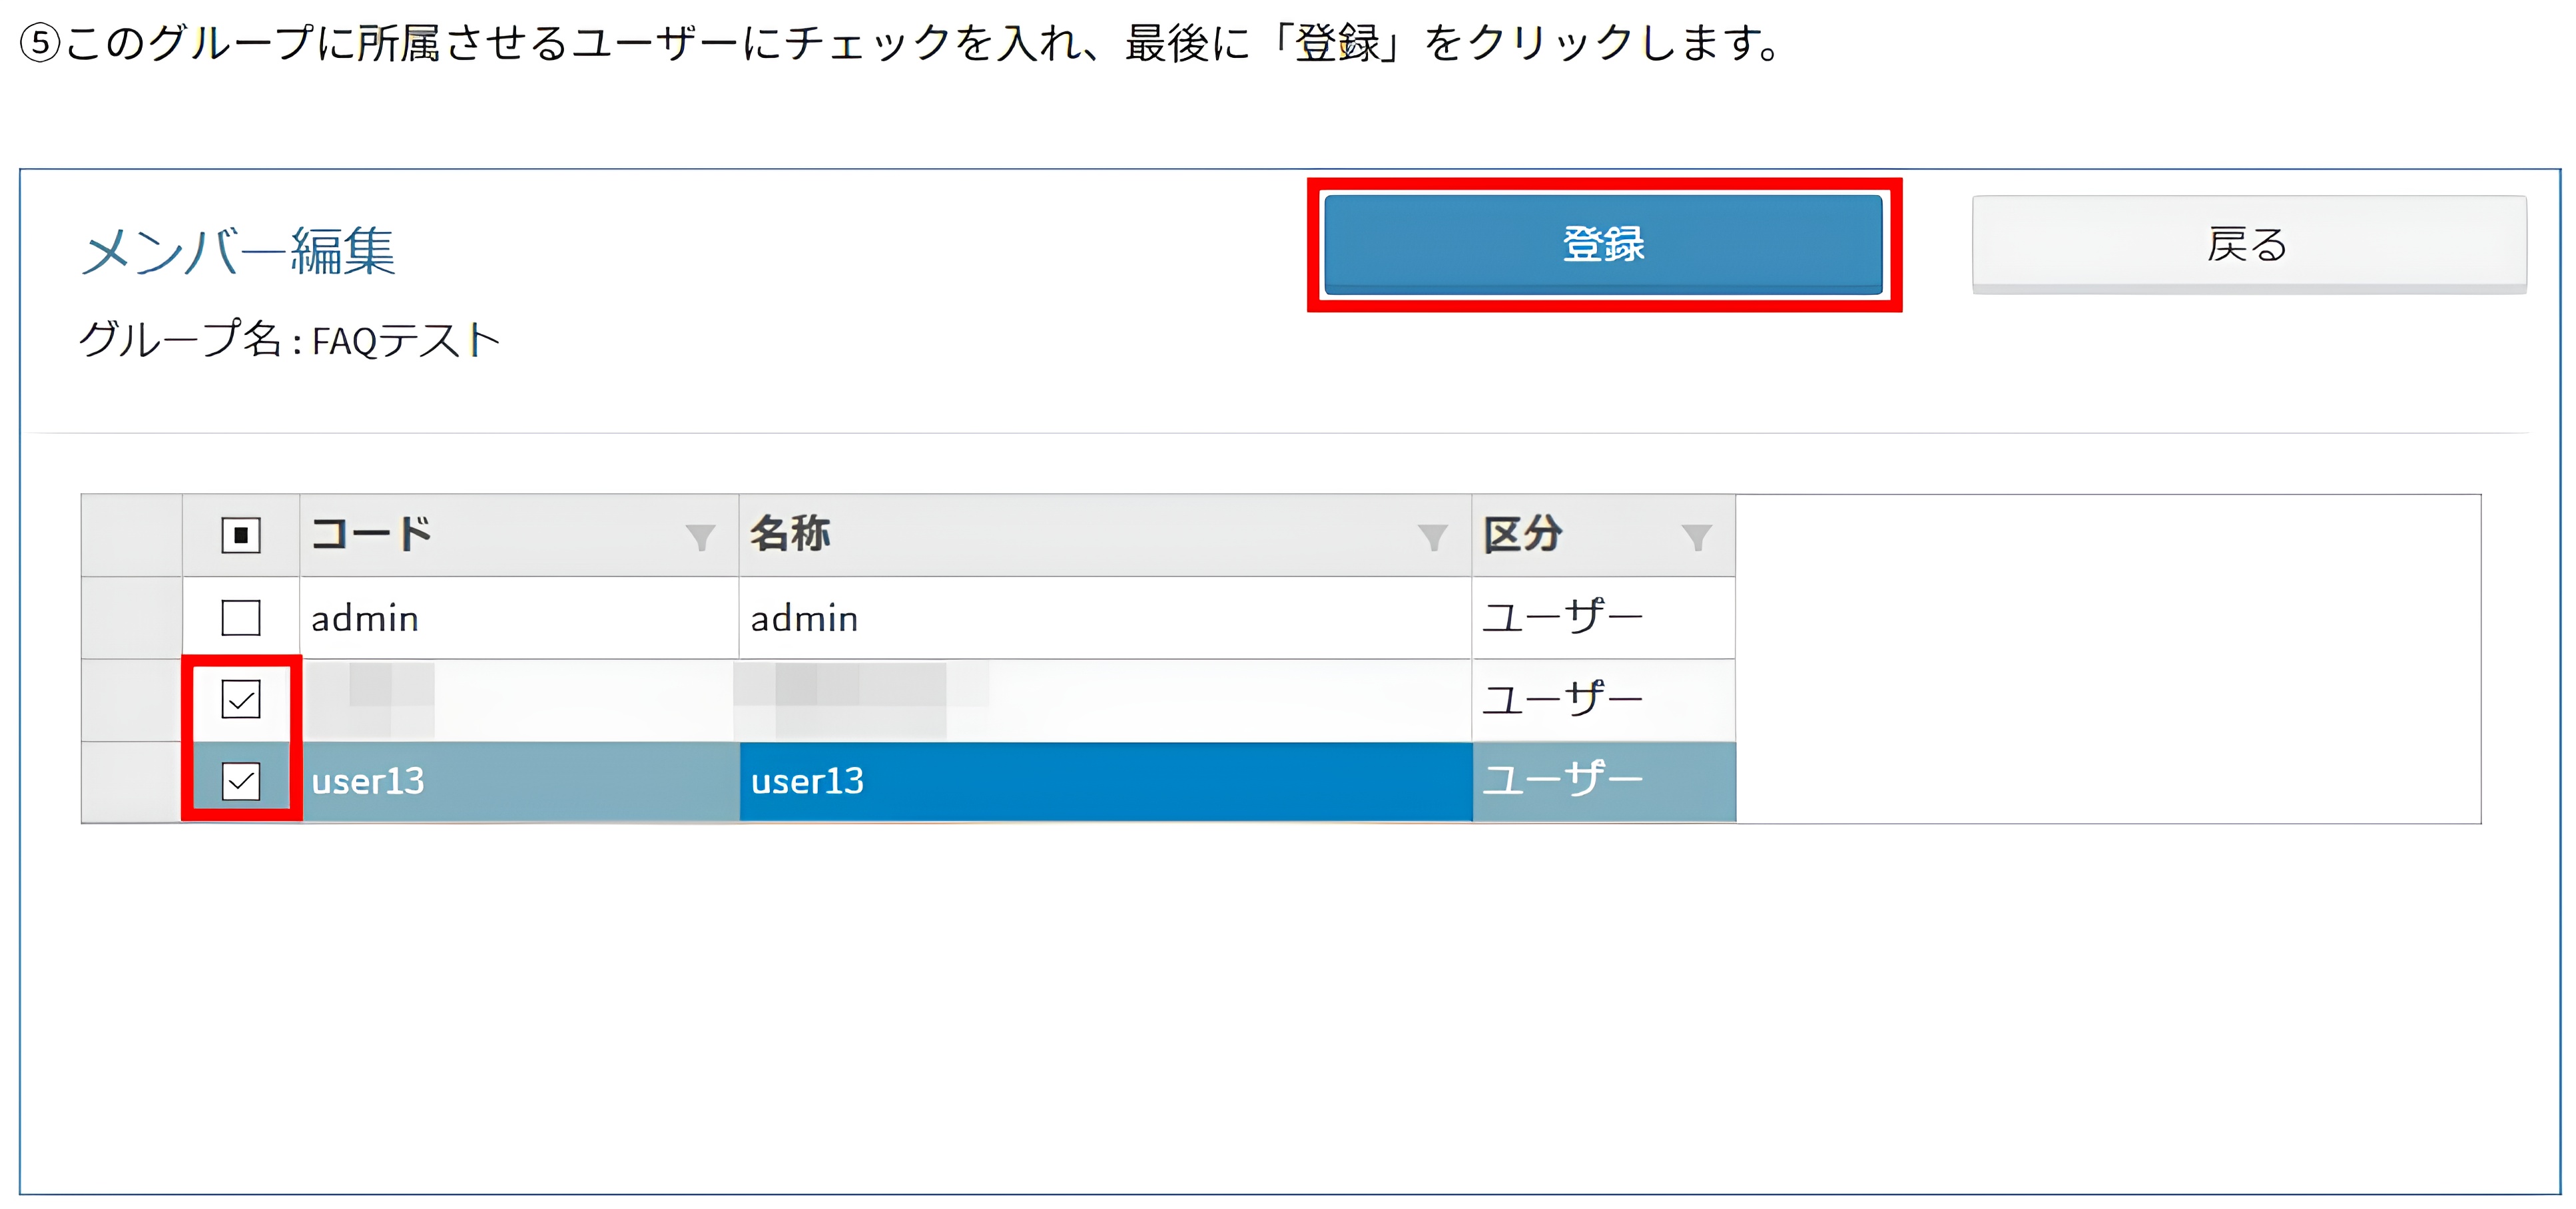 ⑤このグループに所属させるユーザーにチェックを入れ、最後に「登録」をクリックします。
メンバー編集
登録
戻る
グループ名 : FAQテスト
コード 名称 区分
admin admin ユーザー
ユーザー
user13 user13 ユーザー